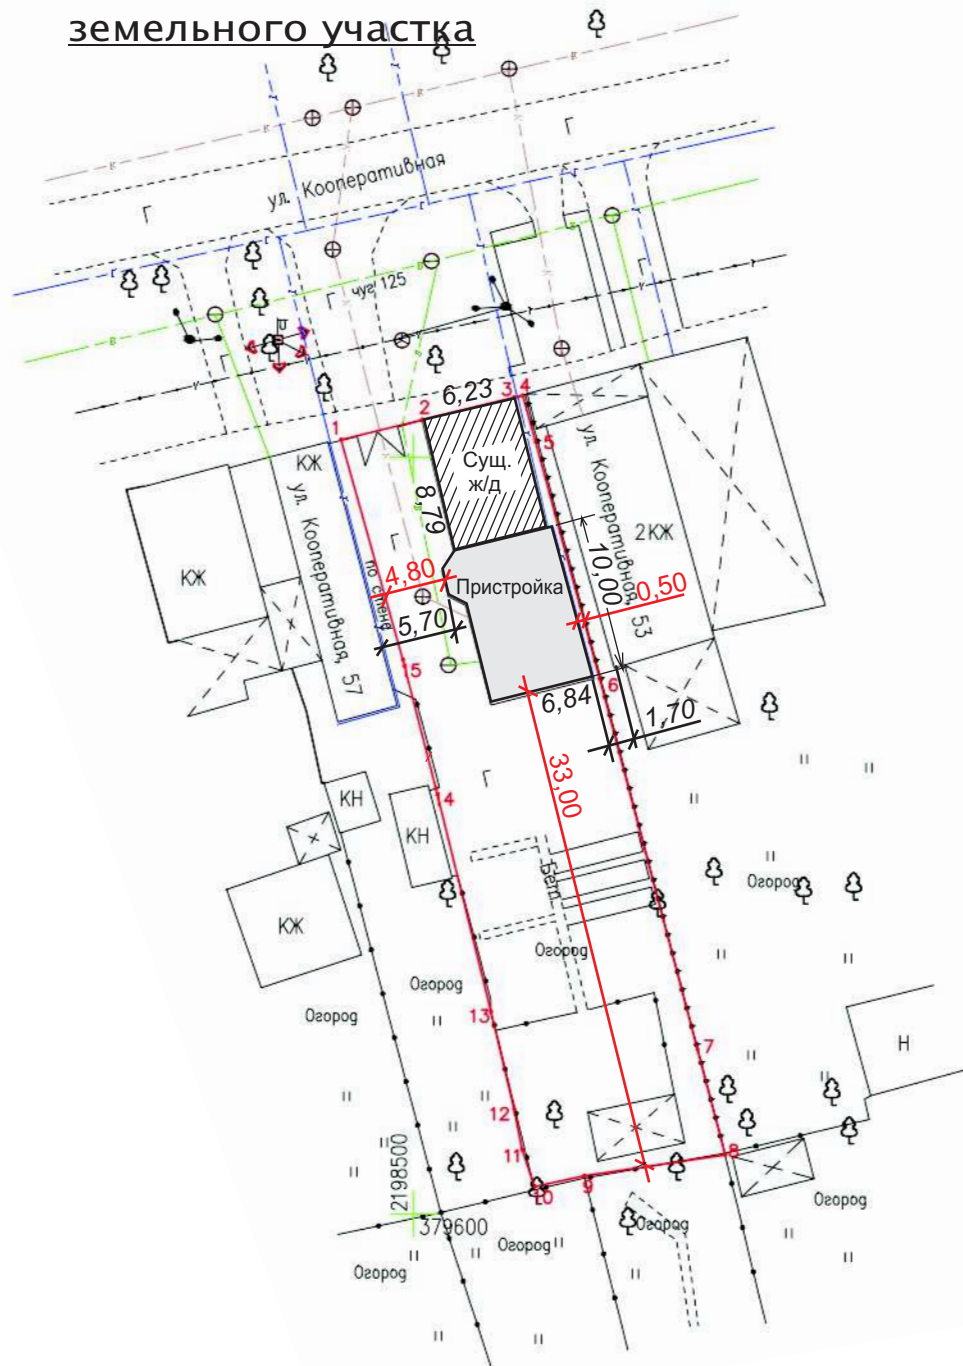 земельного участка
ул. Кооперативная
Г
Г
Г
Г
чуг. 125
Г
п
6,23
3 4
2
1
5
КЖ
Сущ.
ж/д
8,79
ул. Кооперативная, 57
ул. Кооперативная, 53
2КЖ
КЖ
Г
по стене
4,80
Пристройка
10,00
0,50
5,70
15
6
6,84
1,70
33,00
Г
КН
14
КН
Бетон
Огород
КЖ
Огород
Огород
Огород
13
7
Н
12
11
8
10
9
2198500
379600
Огород
Огород
Огород
Огород
Огород